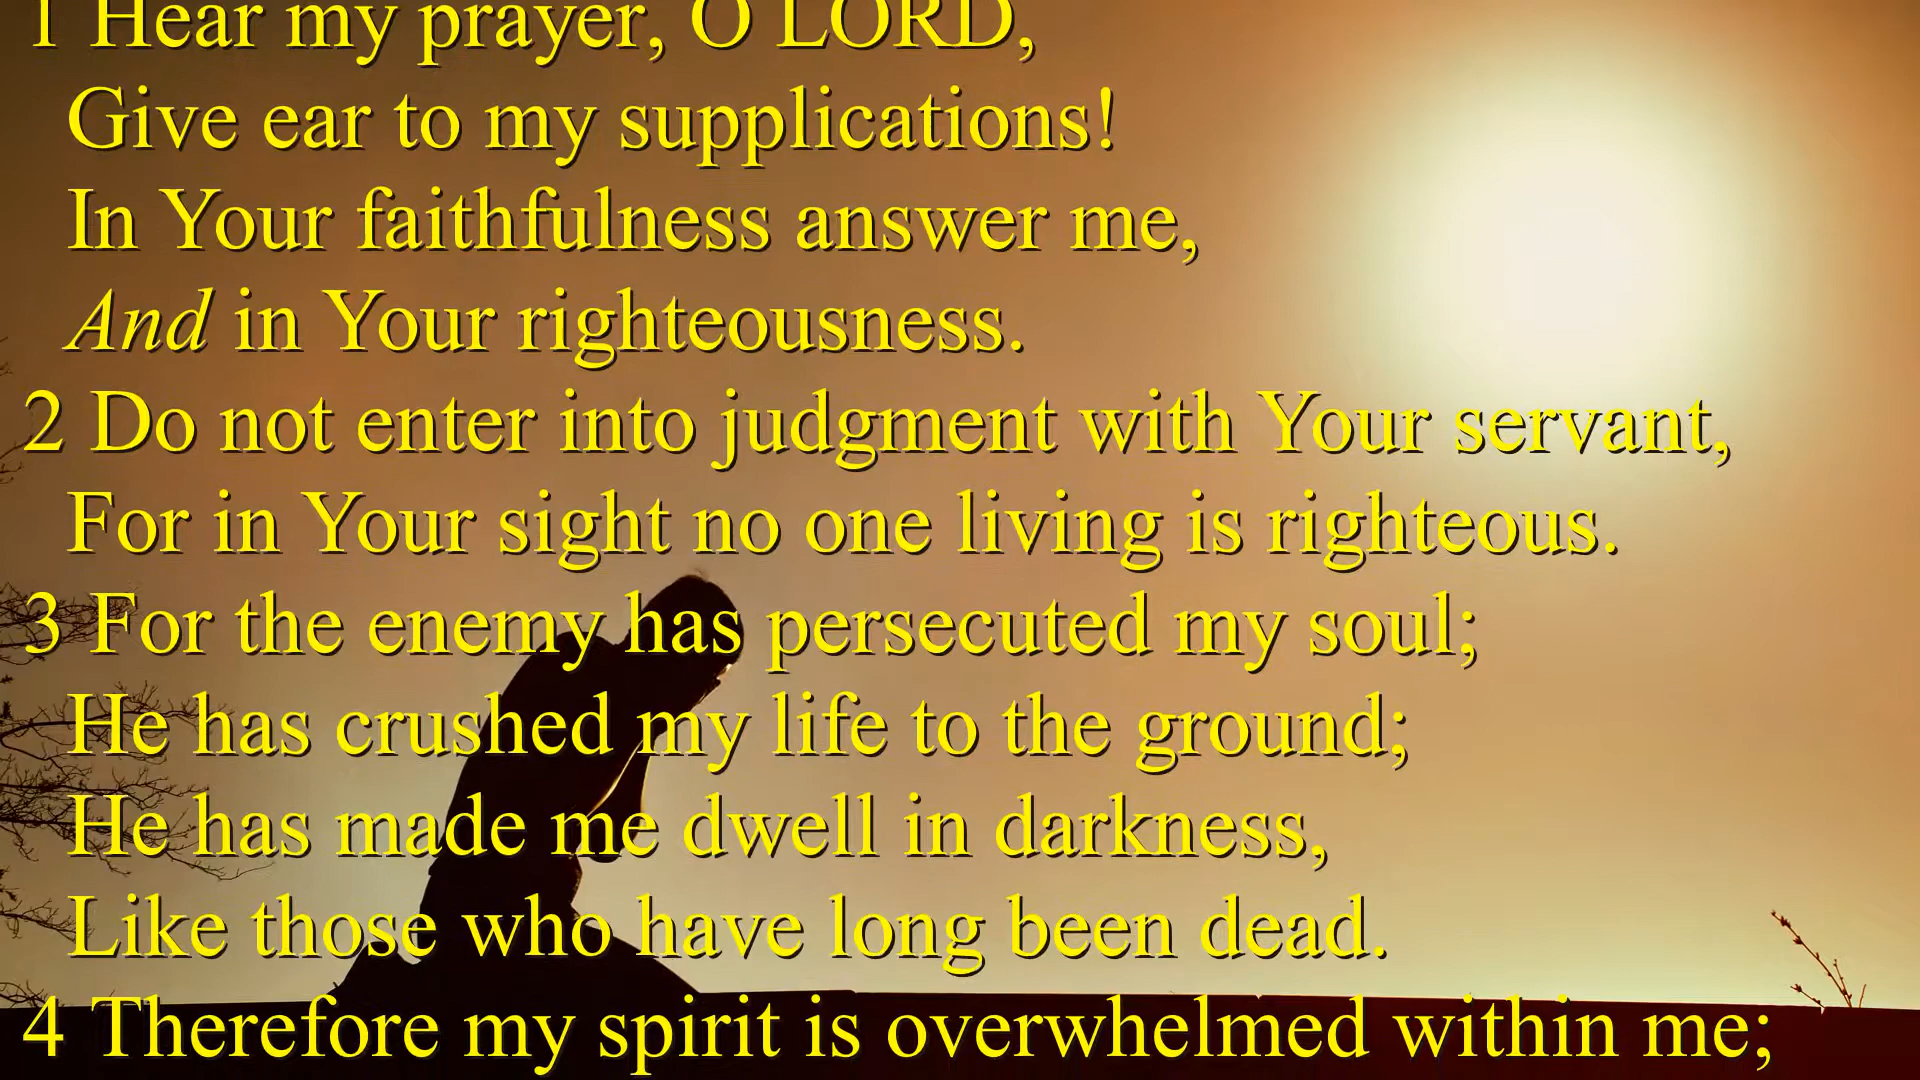 1 Hear my prayer, O LORD,
Give ear to my supplications!
In Your faithfulness answer me,
And in Your righteousness.
2 Do not enter into judgment with Your servant,
For in Your sight no one living is righteous.
3 For the enemy has persecuted my soul;
He has crushed my life to the ground;
He has made me dwell in darkness,
Like those who have long been dead.
4 Therefore my spirit is overwhelmed within me;